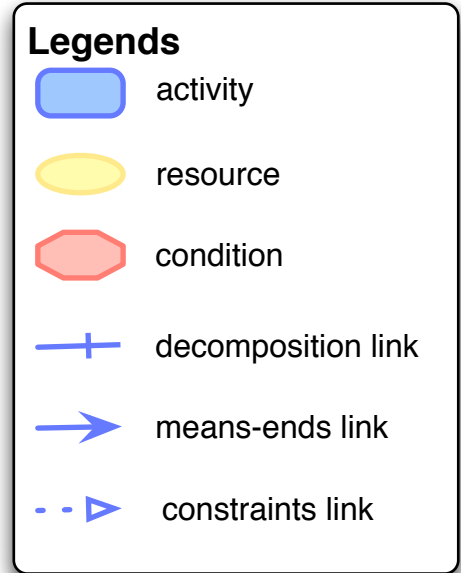 Legends
activity
resource
condition
decomposition link
means-ends link
constraints link